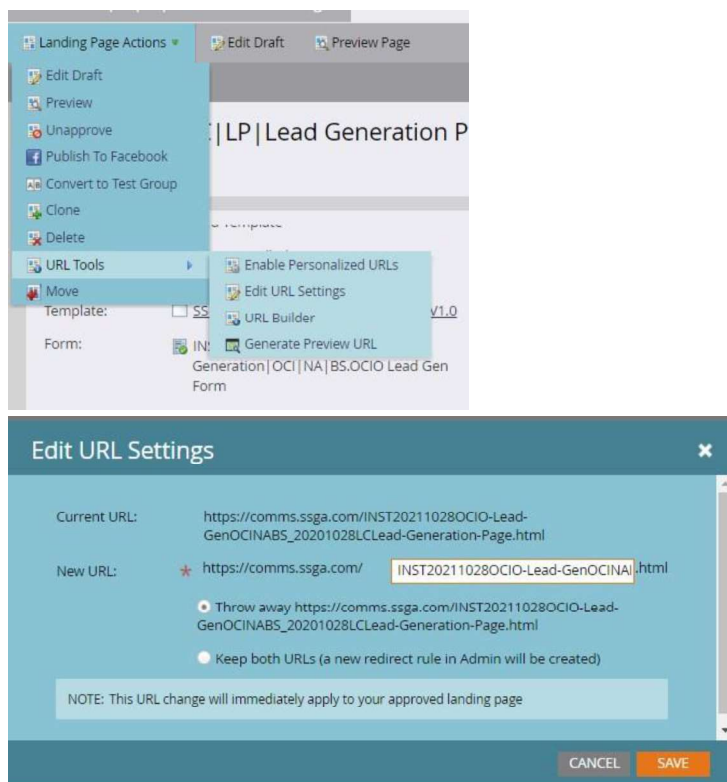 Landing Page Actions Edit Draft Preview Page
Edit Draft
Preview
Unapprove
|LP|Lead Generation P
Publish To Facebook
Convert to Test Group
Clone
Delete
URL Tools
Enable Personalized URLs
Move
Edit URL Settings
Template: SS V1.0
URL Builder
Form: Generate Preview URL
Generation|OCI|NA|BS.OCIO Lead Gen
Form
Edit URL Settings
Current URL: https://comms.ssga.com/INST20211028OCIO-Lead-
GenOCINABS_20201028LCLead-Generation-Page.html
New URL: * https://comms.ssga.com/ INST20211028OCIO-Lead-GenOCINAI .html
Throw away https://comms.ssga.com/INST20211028OCIO-Lead-
GenOCINABS_20201028LCLead-Generation-Page.html
Keep both URLs (a new redirect rule in Admin will be created)
NOTE: This URL change will immediately apply to your approved landing page
CANCEL SAVE